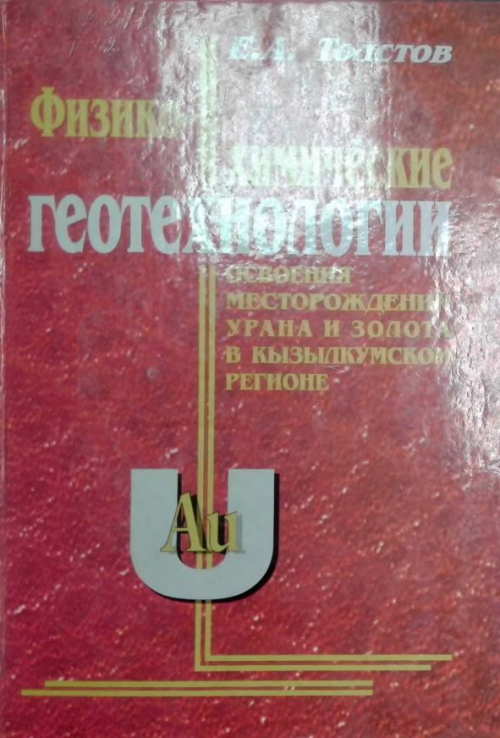 Е.А. Толстов
Физико-
химические
ГЕОТЕХНОЛОГИИ
ОСВОЕНИЯ
МЕСТОРОЖДЕНИЙ
УРАНА И ЗОЛОТА
В КЫЗЫЛКУМСКОМ
РЕГИОНЕ
U
Au